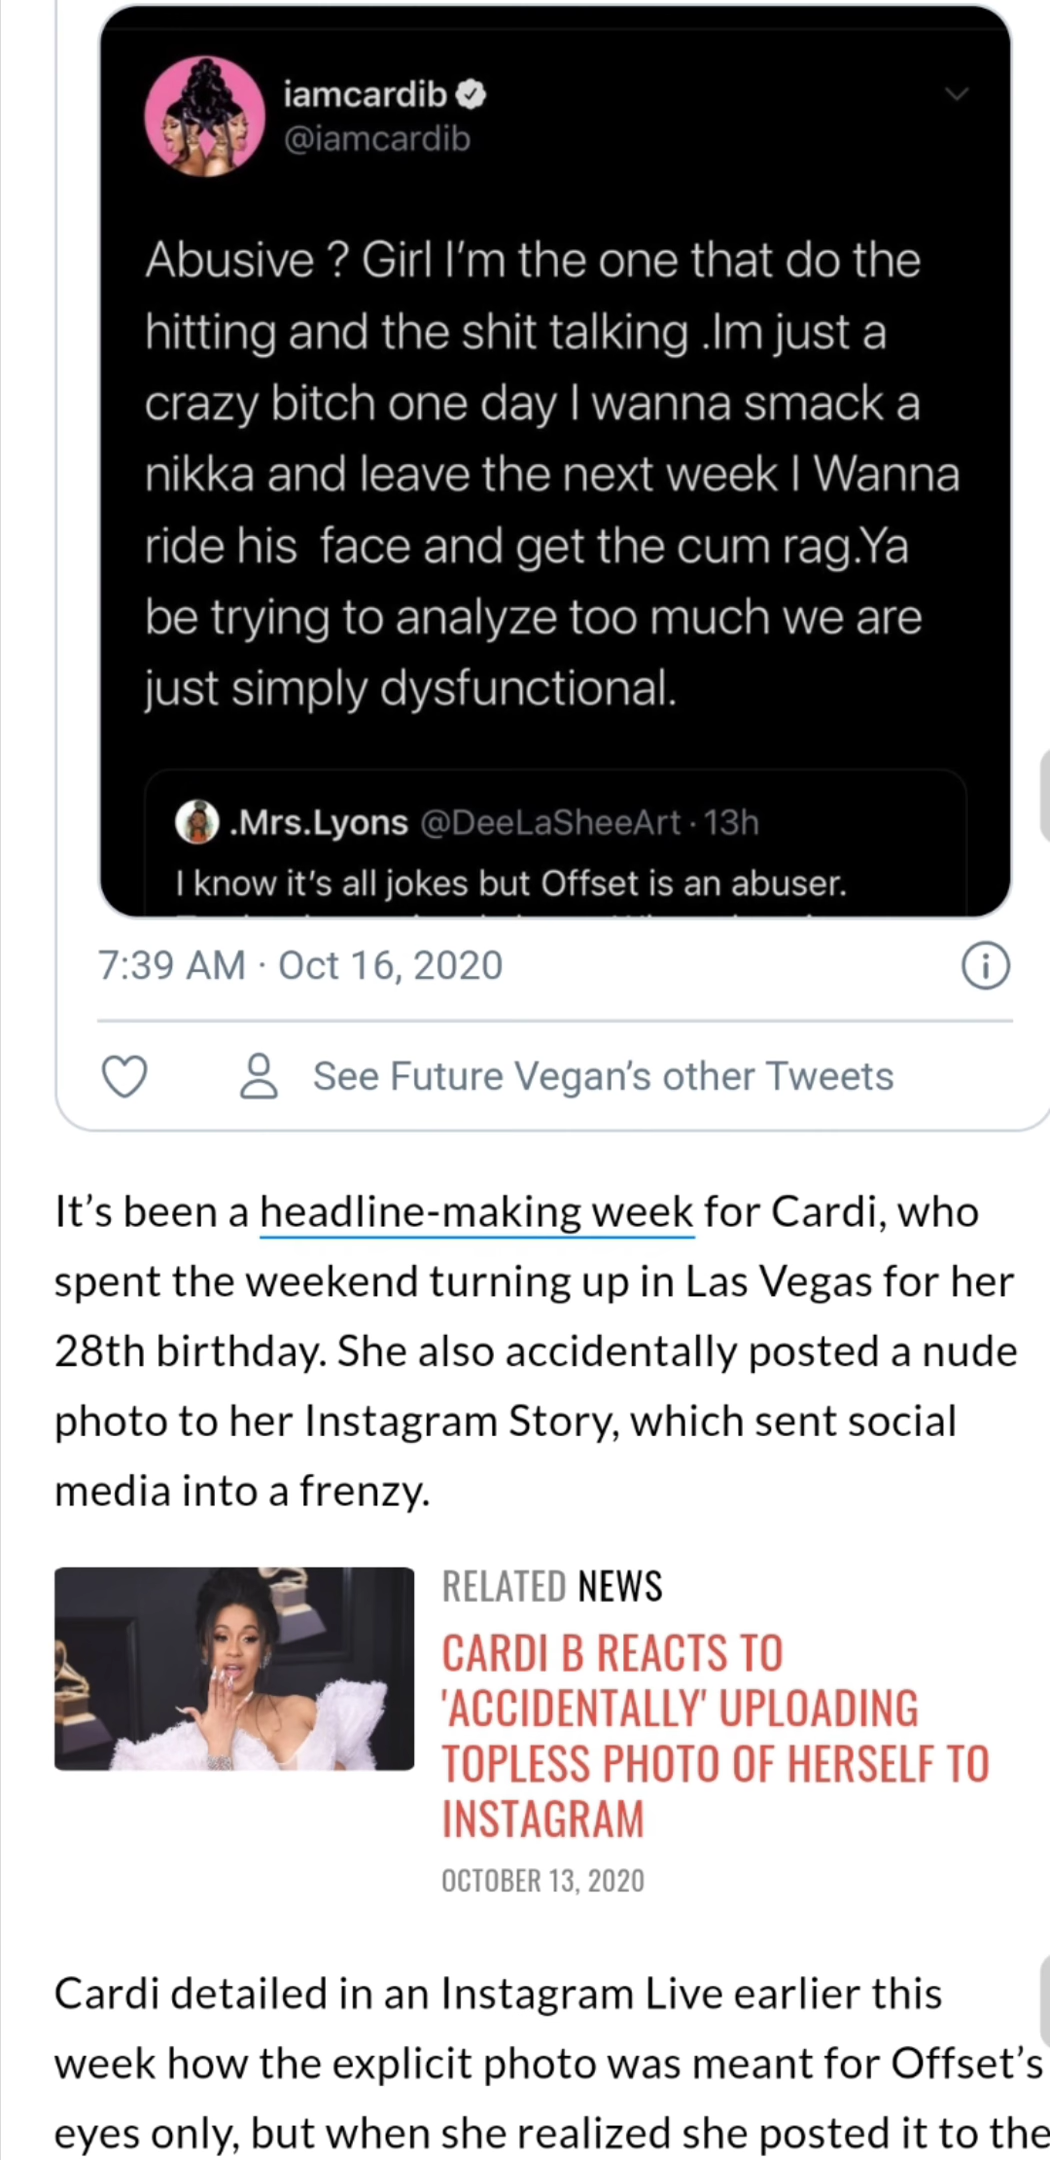 iamcardib
@iamcardib
Abusive ? Girl I'm the one that do the
hitting and the shit talking .Im just a
crazy bitch one day I wanna smack a
nikka and leave the next week I Wanna
ride his  face and get the cum rag.Ya
be trying to analyze too much we are
just simply dysfunctional.
.Mrs.Lyons @DeeLaSheeArt · 13h
I know it's all jokes but Offset is an abuser.
7:39 AM · Oct 16, 2020
See Future Vegan’s other Tweets
It’s been a headline-making week for Cardi, who
spent the weekend turning up in Las Vegas for her
28th birthday. She also accidentally posted a nude
photo to her Instagram Story, which sent social
media into a frenzy.
RELATED NEWS
CARDI B REACTS TO
'ACCIDENTALLY' UPLOADING
TOPLESS PHOTO OF HERSELF TO
INSTAGRAM
OCTOBER 13, 2020
Cardi detailed in an Instagram Live earlier this
week how the explicit photo was meant for Offset’s
eyes only, but when she realized she posted it to the